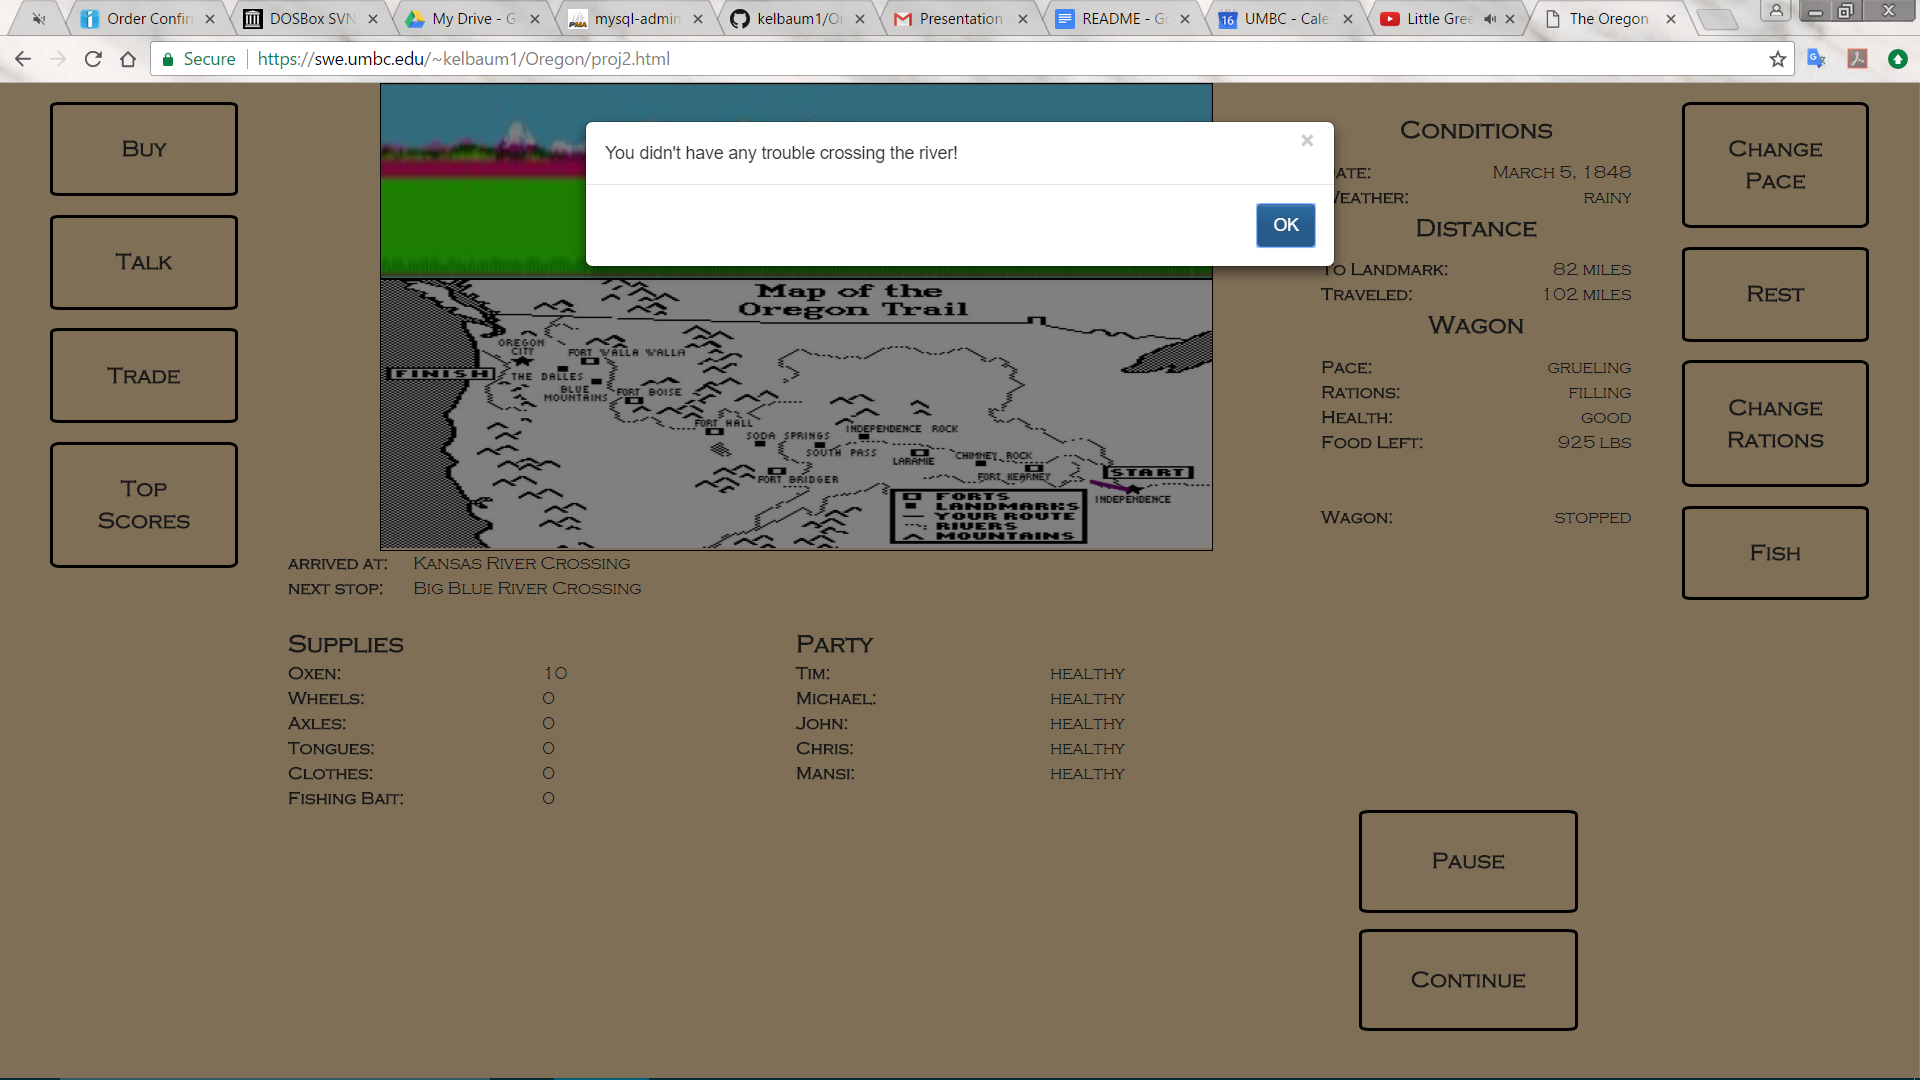 Order Confir
DOSBox SVN
My Drive - G
mysql-admin
kelbaum1/O
Presentation
README - Go
16
UMBC - Cale
Little Gree
The Oregon
Secure
https://swe.umbc.edu/~kelbaum1/Oregon/proj2.html
Buy
Talk
Trade
Top
Scores
You didn't have any trouble crossing the river!
×
OK
Map of the
Oregon Trail
OREGON
CITY
FORT WALLA WALLA
FINISH
THE DALLES
BLUE
MOUNTAINS
FORT BOISE
FORT HALL
SODA SPRINGS
INDEPENDENCE ROCK
SOUTH PASS
LARAMIE
CHIMNEY ROCK
FORT BRIDGER
FORT KEARNEY
START
INDEPENDENCE
FORTS
LANDMARKS
YOUR ROUTE
RIVERS
MOUNTAINS
arrived at: Kansas River Crossing
next stop: Big Blue River Crossing
Supplies
Oxen: 10
Wheels: 0
Axles: 0
Tongues: 0
Clothes: 0
Fishing Bait: 0
Party
Tim: healthy
Michael: healthy
John: healthy
Chris: healthy
Mansi: healthy
Conditions
ate: March 5, 1848
eather: rainy
Distance
To Landmark: 82 miles
Traveled: 102 miles
Wagon
Pace: grueling
Rations: filling
Health: good
Food Left: 925 lbs
Wagon: stopped
Change
Pace
Rest
Change
Rations
Fish
Pause
Continue